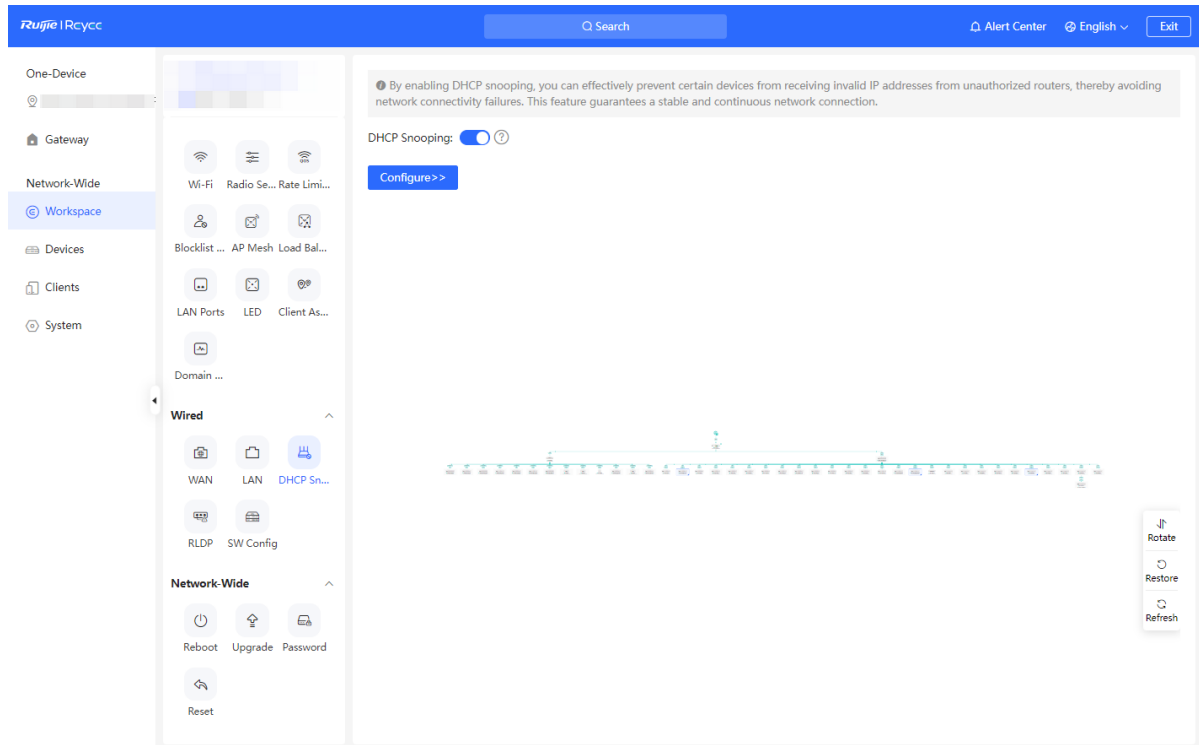 Ruijie | Rcycc
Search
Alert Center
English
Exit
One-Device
Gateway
Network-Wide
Workspace
Devices
Clients
System
Wi-Fi
Radio Se...
Rate Limi...
Blocklist ...
AP Mesh
Load Bal...
LAN Ports
LED
Client As...
Domain ...
Wired
WAN
LAN
DHCP Sn...
RLDP
SW Config
Network-Wide
Reboot
Upgrade
Password
Reset
By enabling DHCP snooping, you can effectively prevent certain devices from receiving invalid IP addresses from unauthorized routers, thereby avoiding
network connectivity failures. This feature guarantees a stable and continuous network connection.
DHCP Snooping:
Configure>>
Rotate
Restore
Refresh